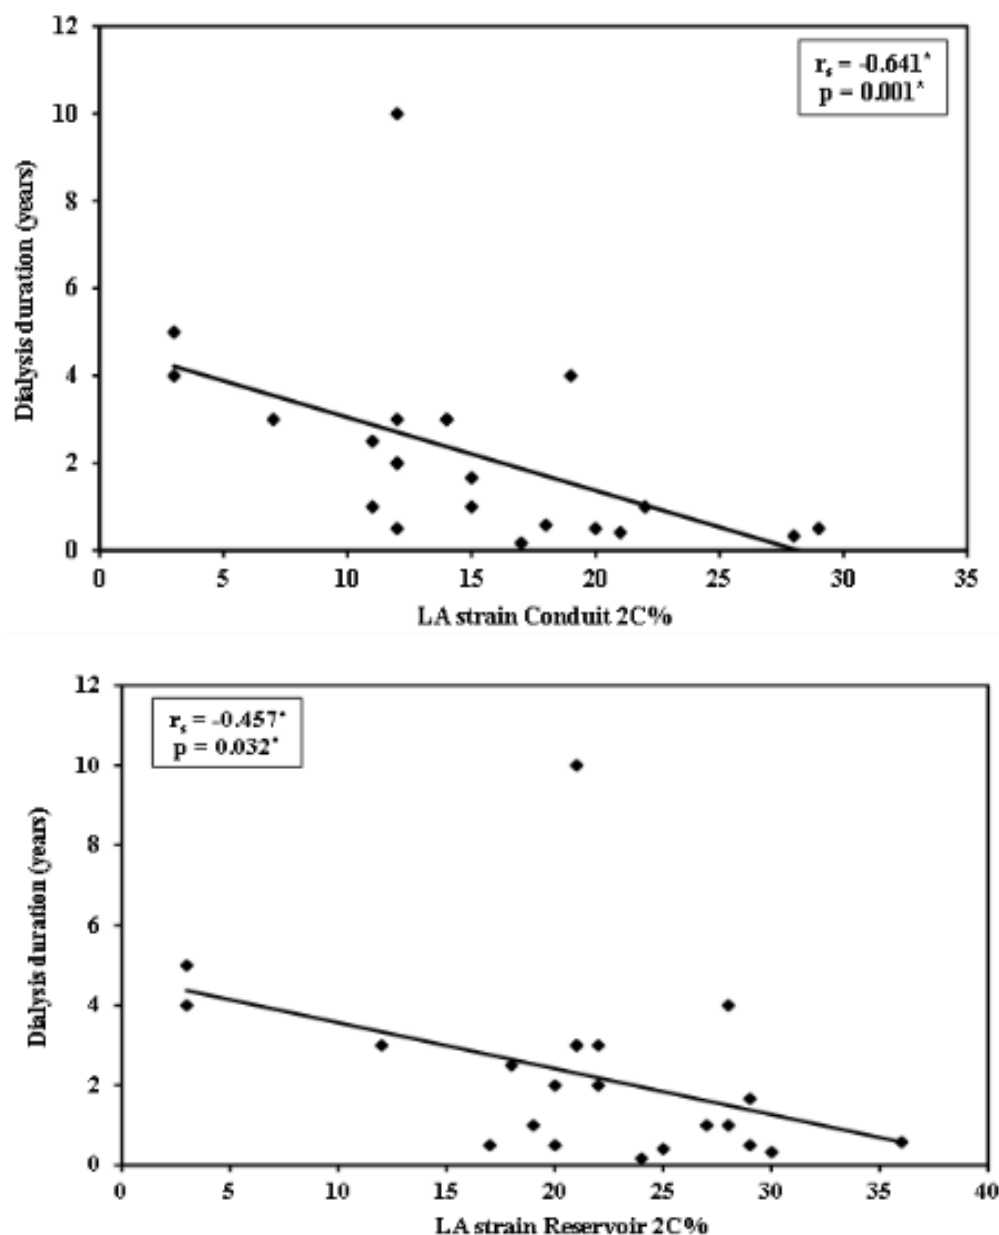 12
10
8
6
4
2
0
Dialysis duration (years)
rs = -0.641*
p = 0.001*
0 5 10 15 20 25 30 35
LA strain Conduit 2C%
12
10
8
6
4
2
0
Dialysis duration (years)
rs = -0.457*
p = 0.032*
0 5 10 15 20 25 30 35 40
LA strain Reservoir 2C%